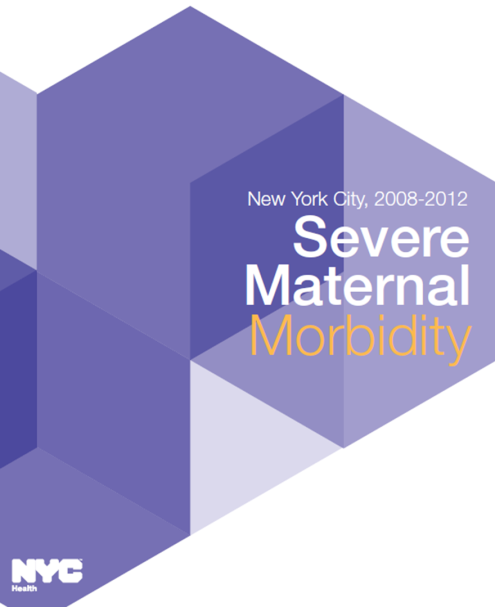 New York City, 2008-2012
Severe
Maternal
Morbidity
NYC
Health